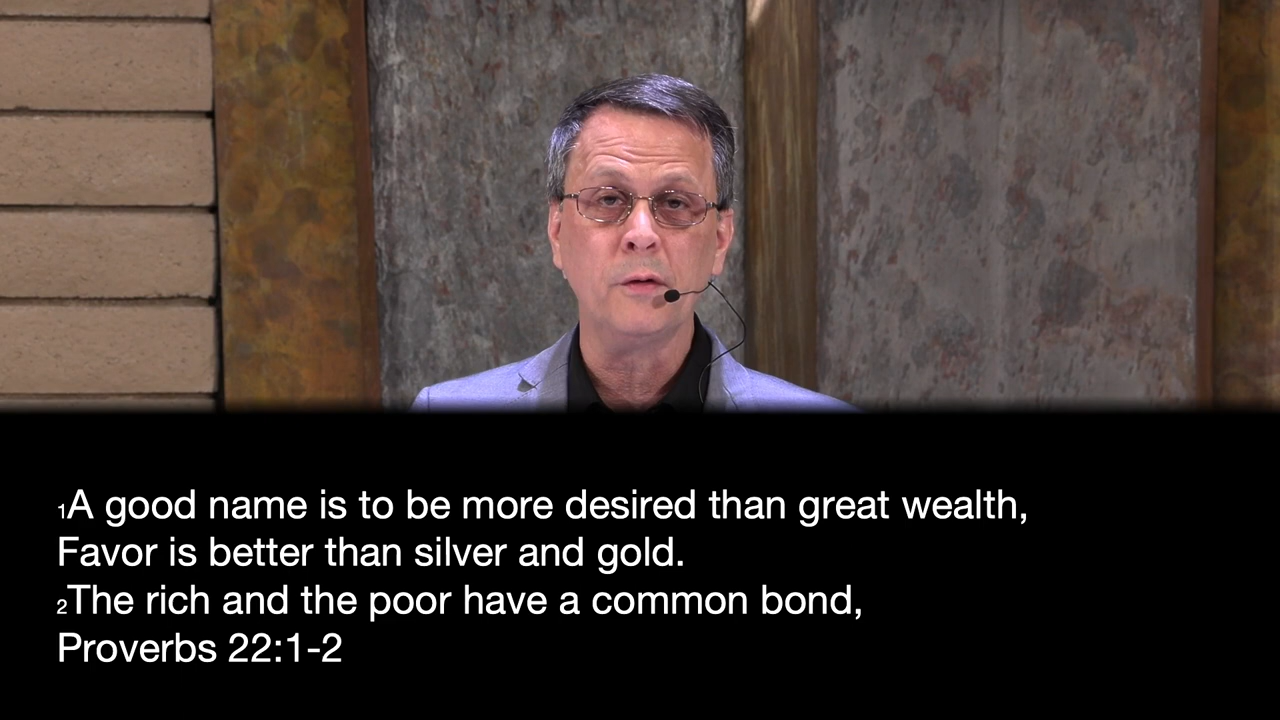 1A good name is to be more desired than great wealth,
Favor is better than silver and gold.
2The rich and the poor have a common bond,
Proverbs 22:1-2